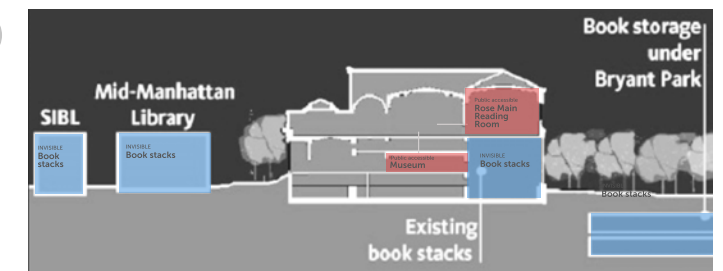 Book storage
under
Bryant Park
Mid-Manhattan
Library
SIBL
INVISIBLE
Book
stacks
INVISIBLE
Book stacks
Public accessible
Rose Main
Reading
Room
Public accessible
Museum
INVISIBLE
Book stacks
Book stacks
Existing
book stacks